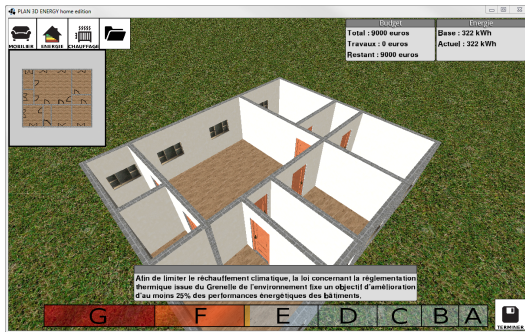 PLAN 3D ENERGY home edition
MOBILIER ENERGIE CHAUFFAGE
Budget
Total : 9000 euros
Travaux : 0 euros
Restant : 9000 euros
Energie
Base : 322 kWh
Actuel : 322 kWh
Afin de limiter le réchauffement climatique, la loi concernant la réglementation
thermique issue du Grenelle de l'environnement fixe un objectif d'amélioration
d'au moins 25% des performances énergétiques des bâtiments.
G F E D C B A
TERMINER